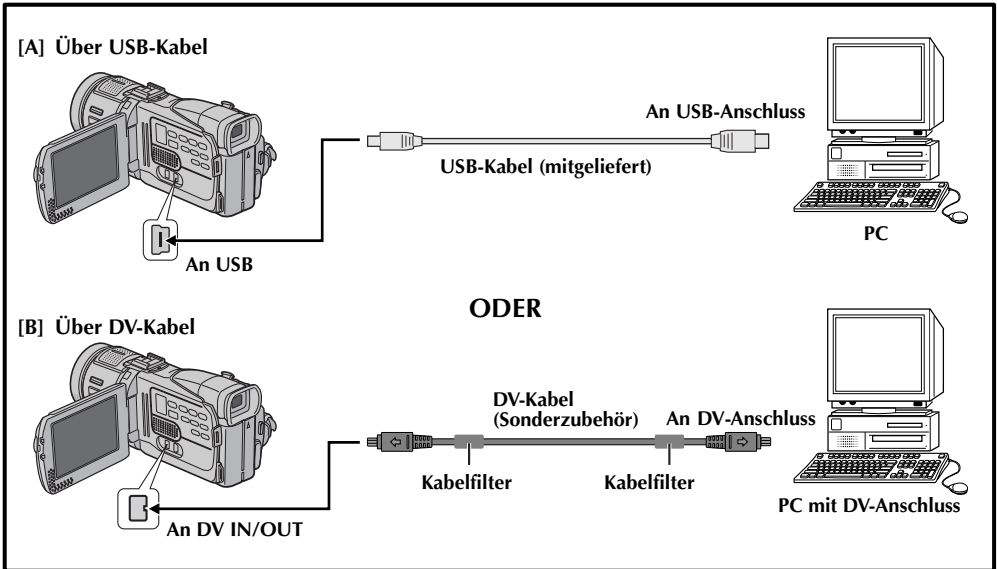 [A] Über USB-Kabel
An USB-Anschluss
USB-Kabel (mitgeliefert)
An USB
PC
ODER
[B] Über DV-Kabel
DV-Kabel
(Sonderzubehör)
An DV-Anschluss
Kabelfilter
Kabelfilter
An DV IN/OUT
PC mit DV-Anschluss